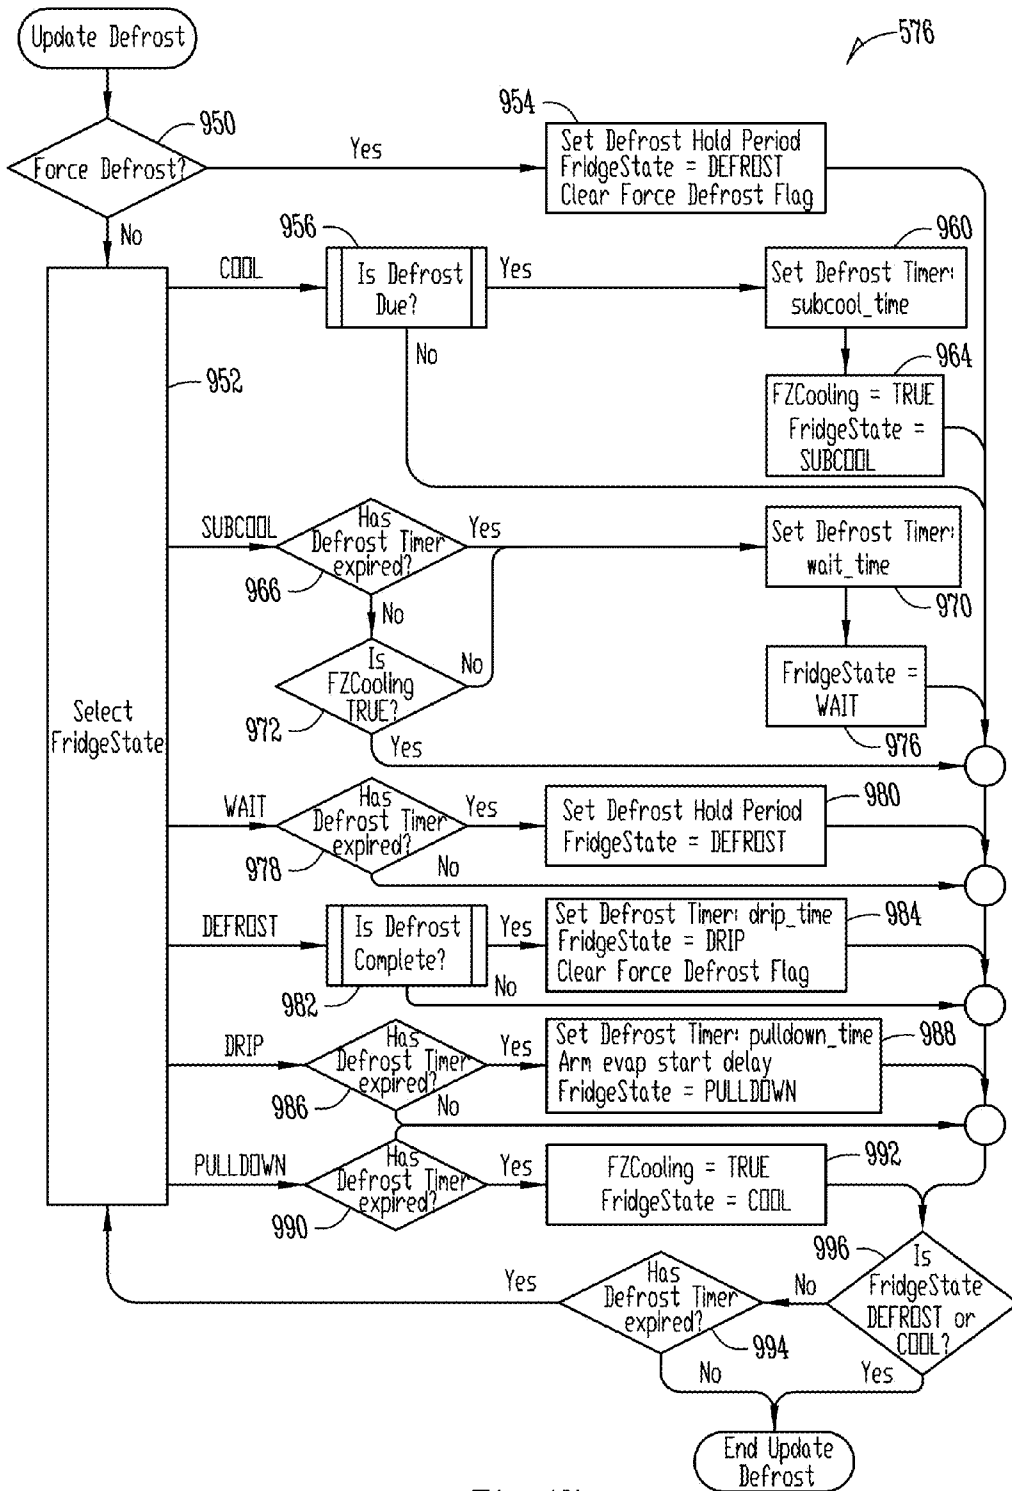 Update Defrost
576
950
Force Defrost?
Yes
954
Set Defrost Hold Period
FridgeState = DEFROST
Clear Force Defrost Flag
No
952
Select
FridgeState
COOL
956
Is Defrost
Due?
Yes
960
Set Defrost Timer:
subcool_time
No
964
FZCooling = TRUE
FridgeState =
SUBCOOL
SUBCOOL
Has
Defrost Timer
expired?
966
Yes
Set Defrost Timer:
wait_time
970
No
Is
FZCooling
TRUE?
972
No
Yes
FridgeState =
WAIT
976
WAIT
Has
Defrost Timer
expired?
978
Yes
No
980
Set Defrost Hold Period
FridgeState = DEFROST
DEFROST
Is Defrost
Complete?
982
Yes
No
984
Set Defrost Timer: drip_time
FridgeState = DRIP
Clear Force Defrost Flag
DRIP
Has
Defrost Timer
expired?
986
Yes
No
988
Set Defrost Timer: pulldown_time
Arm evap start delay
FridgeState = PULLDOWN
PULLDOWN
Has
Defrost Timer
expired?
990
Yes
992
FZCooling = TRUE
FridgeState = COOL
996
Is
FridgeState
DEFROST or
COOL?
No
Yes
Has
Defrost Timer
expired?
994
Yes
No
End Update
Defrost